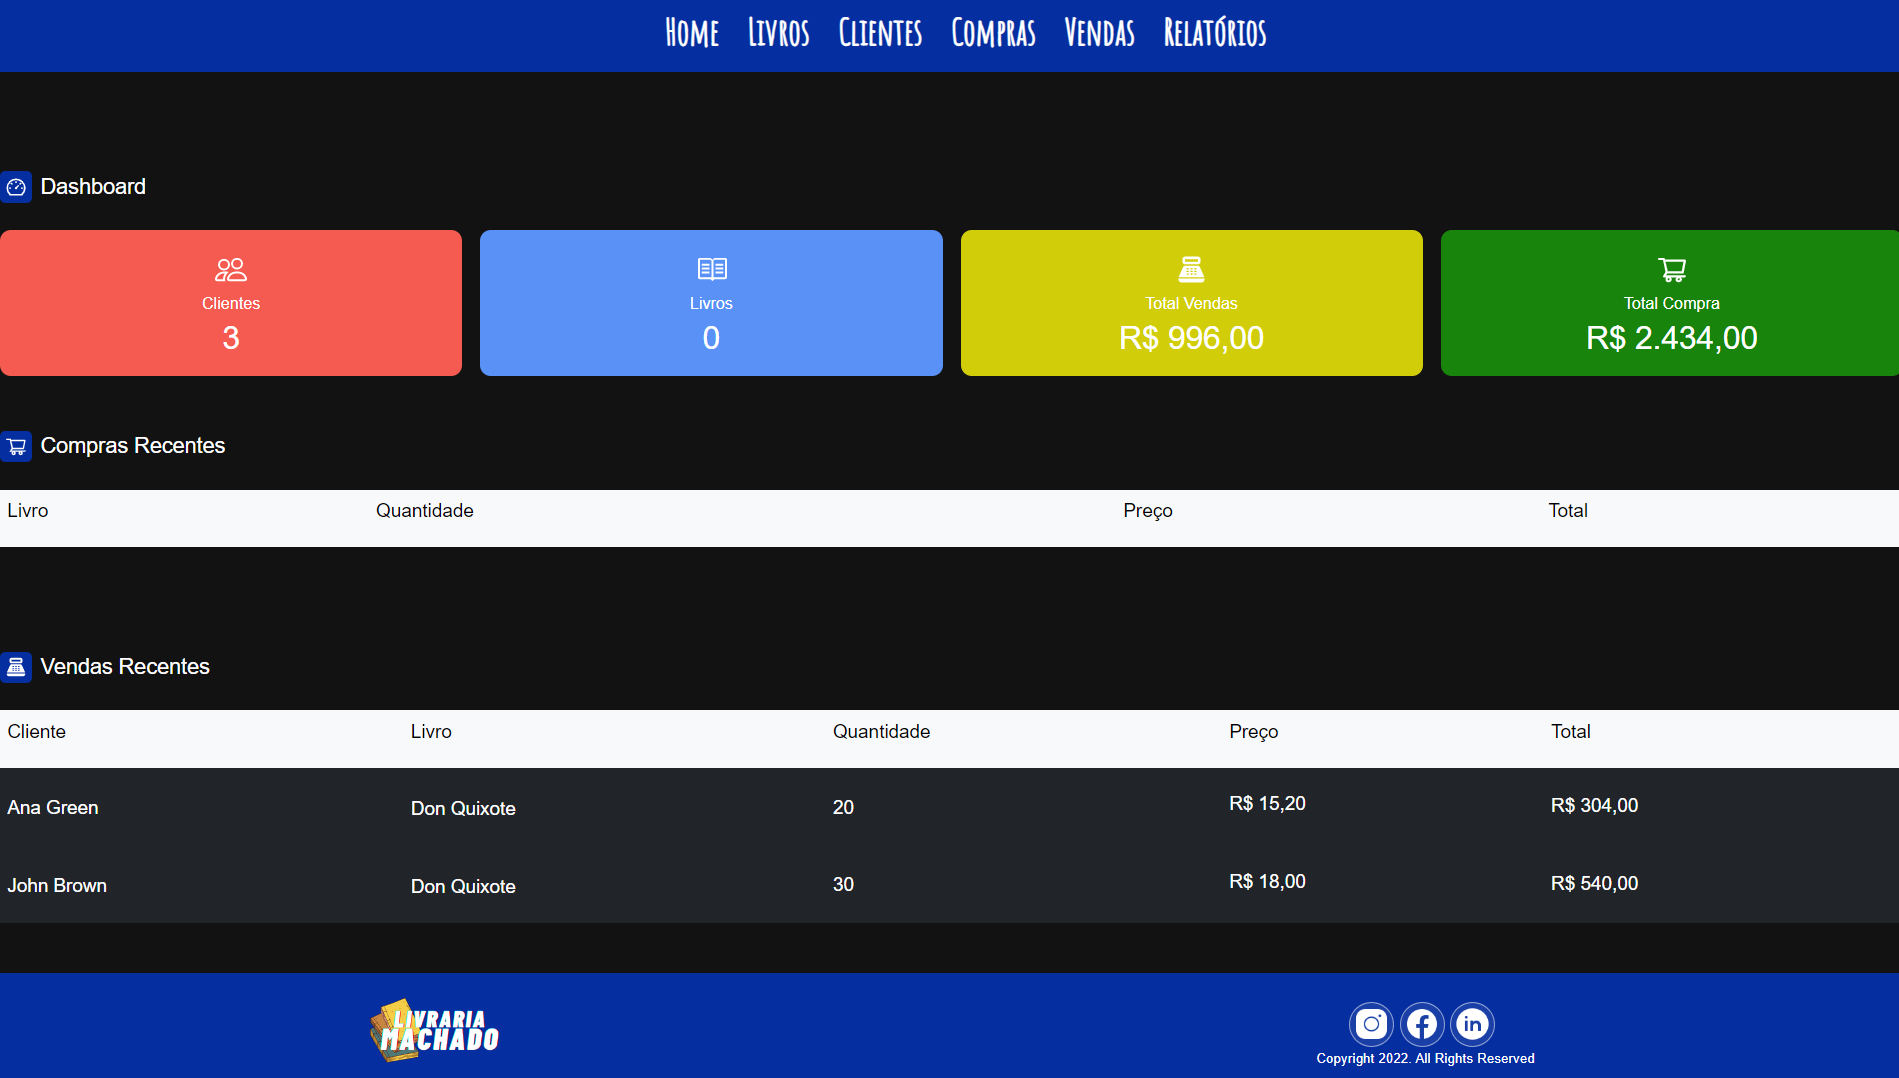 Home Livros Clientes Compras Vendas Relatórios
Dashboard
Clientes
3
Livros
0
Total Vendas
R$ 996,00
Total Compra
R$ 2.434,00
Compras Recentes
Livro Quantidade Preço Total
Vendas Recentes
Cliente Livro Quantidade Preço Total
Ana Green Don Quixote 20 R$ 15,20 R$ 304,00
John Brown Don Quixote 30 R$ 18,00 R$ 540,00
LIVRARIA
MACHADO
in
Copyright 2022. All Rights Reserved